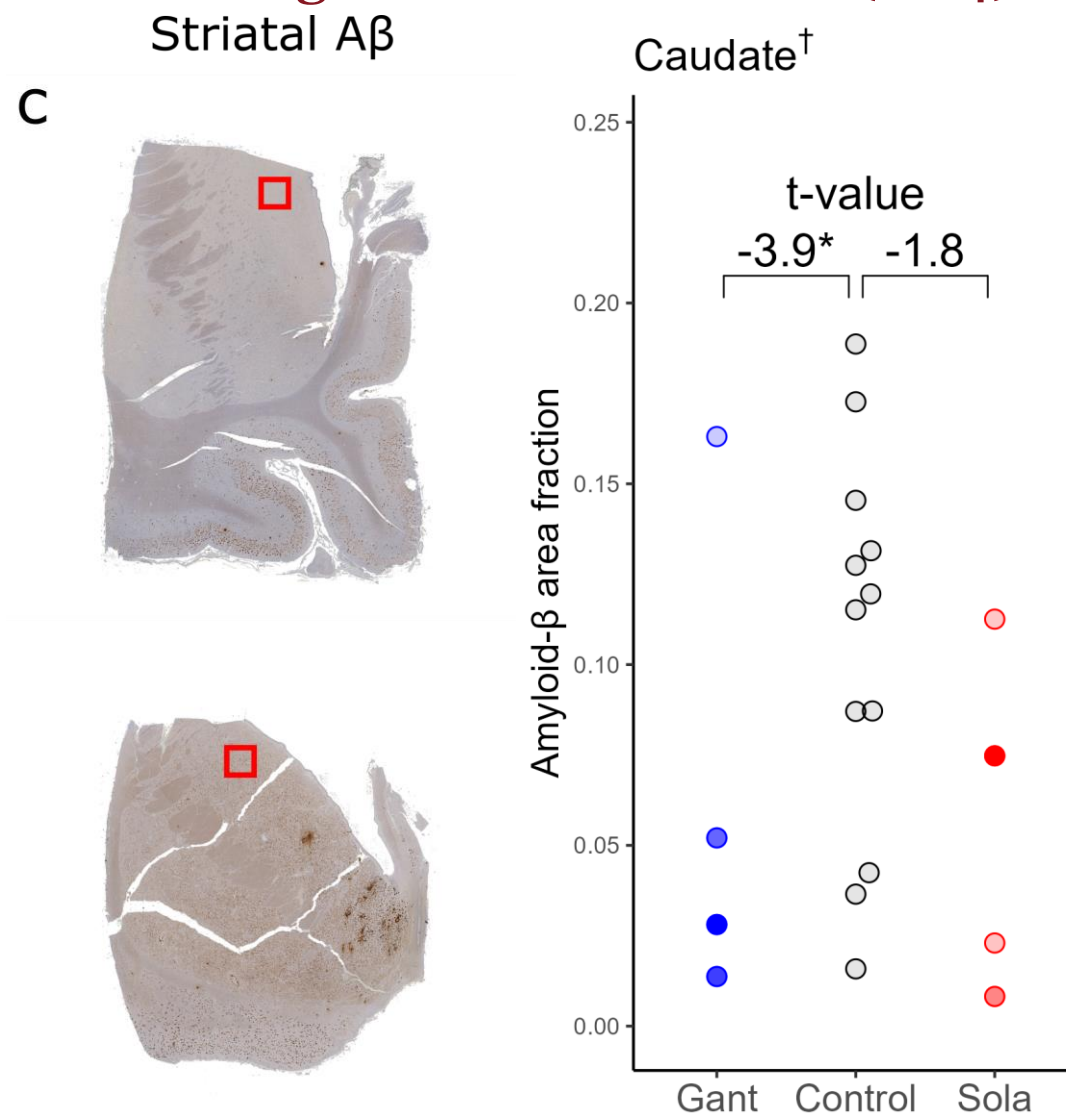 Striatal Aβ
C
Caudate†
t-value
-3.9* -1.8
Amyloid-β area fraction
0.25
0.20
0.15
0.10
0.05
0.00
Gant Control Sola